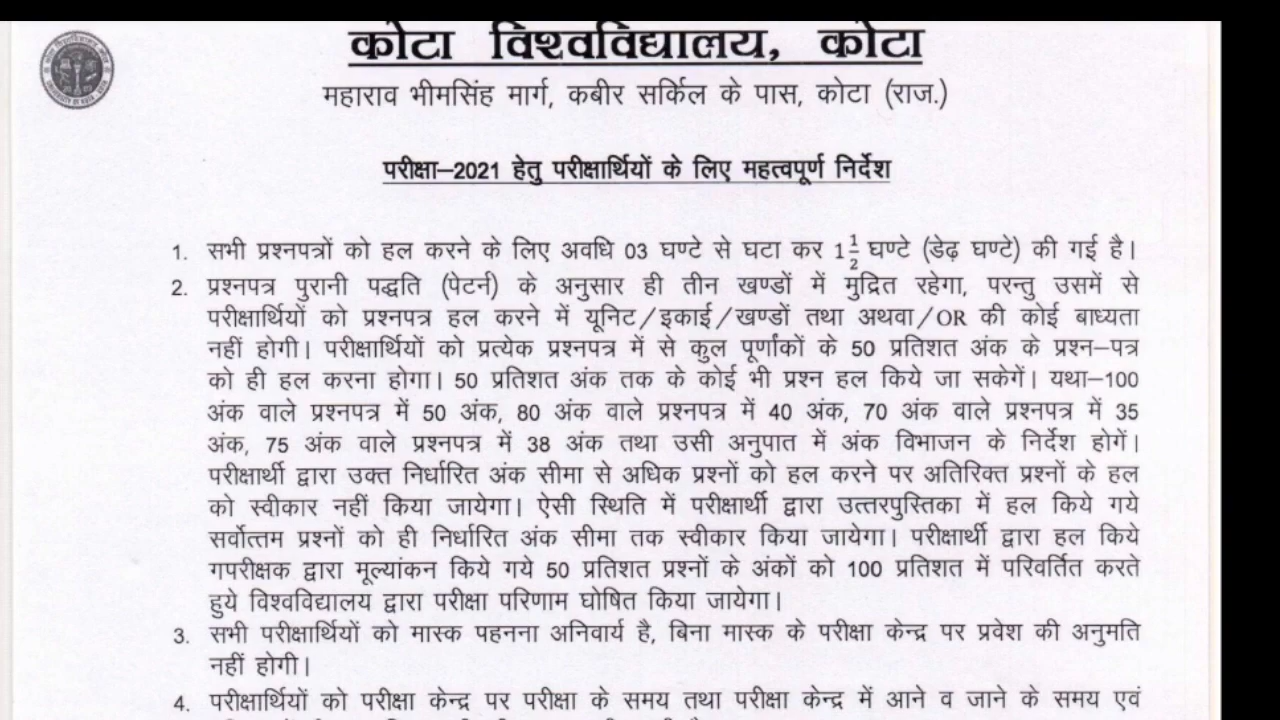 कोटा विश्वविद्यालय, कोटा
महाराव भीमसिंह मार्ग, कबीर सर्किल के पास, कोटा (राज.)
परीक्षा–2021 हेतु परीक्षार्थियों के लिए महत्वपूर्ण निर्देश
1. सभी प्रश्नपत्रों को हल करने के लिए अवधि 03 घण्टे से घटा कर 1 1/2 घण्टे (डेढ़ घण्टे) की गई है।
2. प्रश्नपत्र पुरानी पद्धति (पेटर्न) के अनुसार ही तीन खण्डों में मुद्रित रहेगा, परन्तु उसमें से
परीक्षार्थियों को प्रश्नपत्र हल करने में यूनिट/इकाई/खण्डों तथा अथवा/OR की कोई बाध्यता
नहीं होगी। परीक्षार्थियों को प्रत्येक प्रश्नपत्र में से कुल पूर्णांकों के 50 प्रतिशत अंक के प्रश्न–पत्र
को ही हल करना होगा। 50 प्रतिशत अंक तक के कोई भी प्रश्न हल किये जा सकेगें। यथा–100
अंक वाले प्रश्नपत्र में 50 अंक, 80 अंक वाले प्रश्नपत्र में 40 अंक, 70 अंक वाले प्रश्नपत्र में 35
अंक, 75 अंक वाले प्रश्नपत्र में 38 अंक तथा उसी अनुपात में अंक विभाजन के निर्देश होगें।
परीक्षार्थी द्वारा उक्त निर्धारित अंक सीमा से अधिक प्रश्नों को हल करने पर अतिरिक्त प्रश्नों के हल
को स्वीकार नहीं किया जायेगा। ऐसी स्थिति में परीक्षार्थी द्वारा उत्तरपुस्तिका में हल किये गये
सर्वोत्तम प्रश्नों को ही निर्धारित अंक सीमा तक स्वीकार किया जायेगा। परीक्षार्थी द्वारा हल किये
गपरीक्षक द्वारा मूल्यांकन किये गये 50 प्रतिशत प्रश्नों के अंकों को 100 प्रतिशत में परिवर्तित करते
हुये विश्वविद्यालय द्वारा परीक्षा परिणाम घोषित किया जायेगा।
3. सभी परीक्षार्थियों को मास्क पहनना अनिवार्य है, बिना मास्क के परीक्षा केन्द्र पर प्रवेश की अनुमति
नहीं होगी।
4. परीक्षार्थियों को परीक्षा केन्द्र पर परीक्षा के समय तथा परीक्षा केन्द्र में आने व जाने के समय एवं